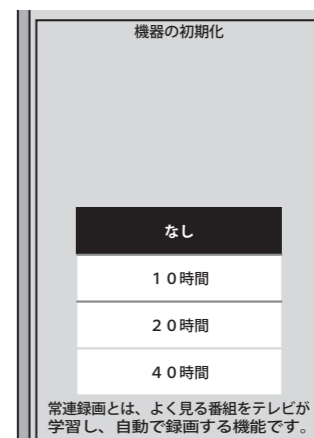 機器の初期化
なし
１０時間
２０時間
４０時間
常連録画とは、よく見る番組をテレビが
学習し、自動で録画する機能です。